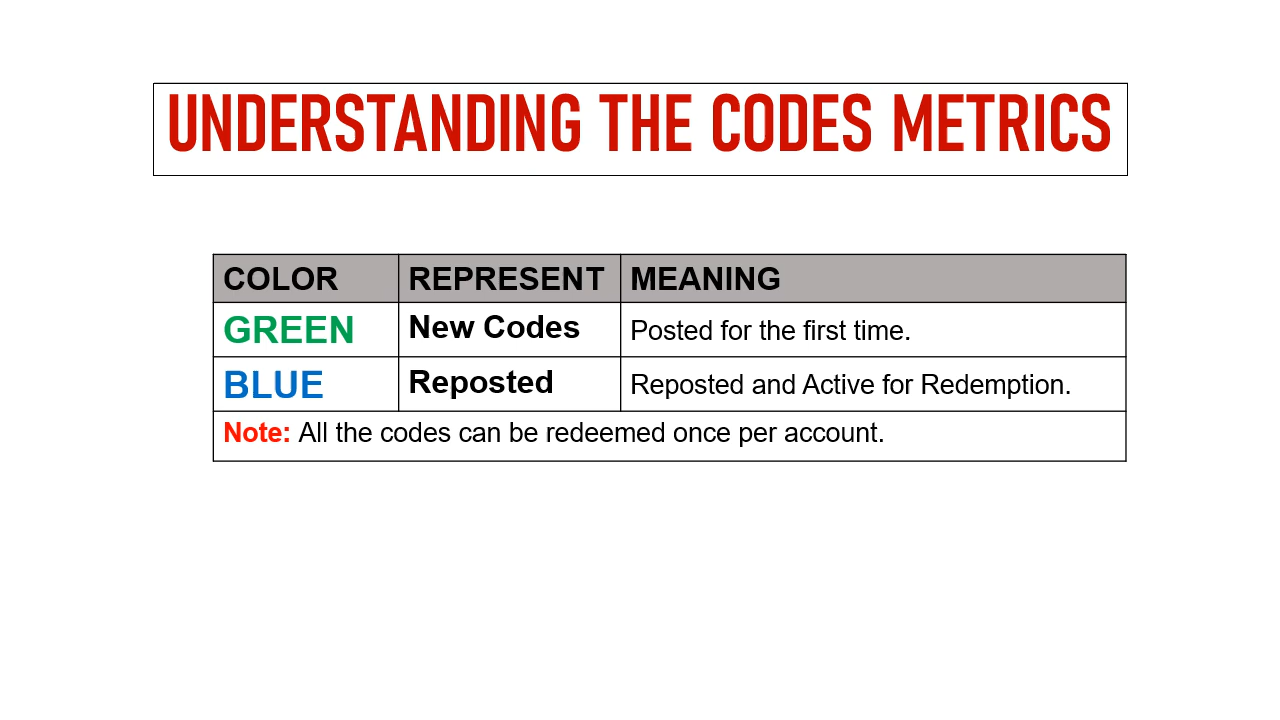 UNDERSTANDING THE CODES METRICS
COLOR REPRESENT MEANING
GREEN New Codes Posted for the first time.
BLUE Reposted Reposted and Active for Redemption.
Note: All the codes can be redeemed once per account.